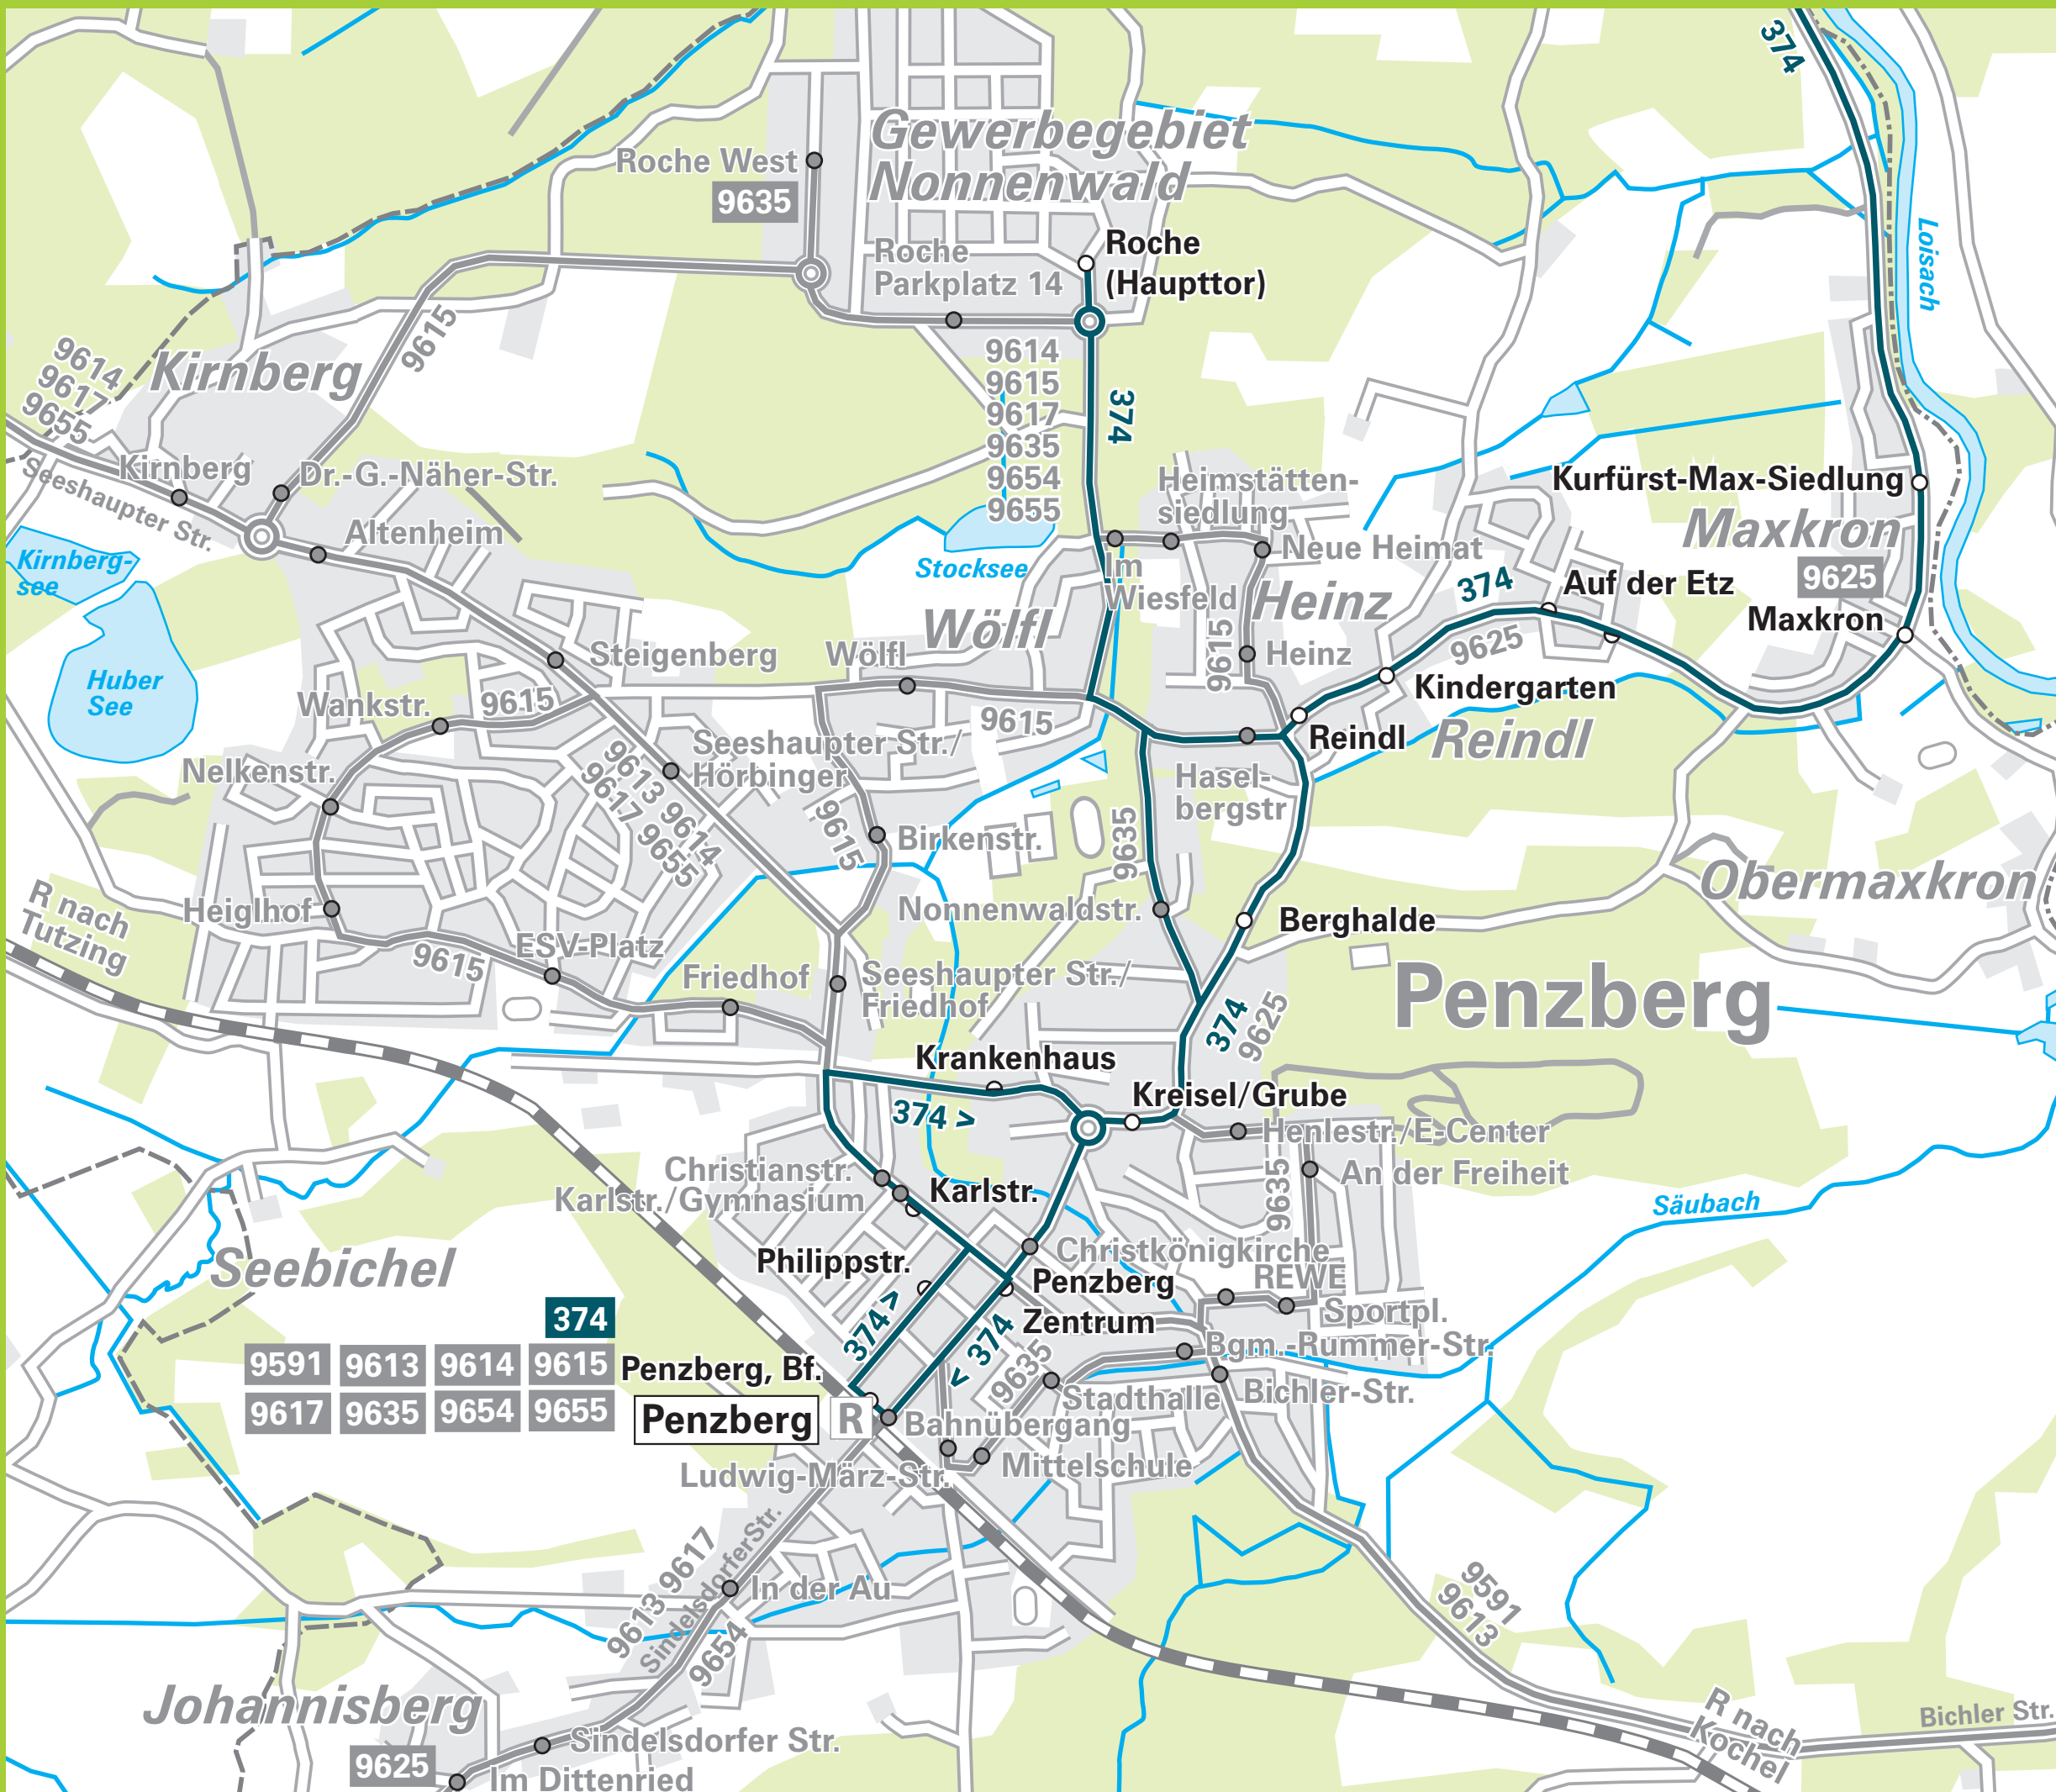 374
Gewerbegebiet
Nonnenwald
Roche West
9635
Roche
Parkplatz 14
Roche
(Haupttor)
Loisach
9615
9614
9617
9655
Kirnberg
9614
9615
9617
9635
9654
9655
374
Kirnberg
Seeshaupter Str.
Dr.-G.-Näher-Str.
Altenheim
Heimstätten-
siedlung
Kurfürst-Max-Siedlung
Maxkron
9625
Maxkron
Kirnberg-
see
Huber
See
Stocksee
Im
Wiesfeld
Neue Heimat
Heinz
374
Auf der Etz
9625
Wölfl
Steigenberg
Wölfl
9615
Heinz
Kindergarten
Wankstr.
9615
9615
Reindl
Reindl
Nelkenstr.
Seeshaupter Str./
Hörbinger
9613 9614
9617 9655
9615
Hasel-
bergstr
Birkenstr.
9635
Obermaxkron
R nach
Tutzing
Heiglhof
Nonnenwaldstr.
Berghalde
9615
ESV-Platz
Friedhof
Seeshaupter Str./
Friedhof
Penzberg
374
9625
Krankenhaus
374 >
Kreisel/Grube
Henlestr./E-Center
Christianstr.
Karlstr./Gymnasium
Karlstr.
9635
An der Freiheit
Säubach
Seebichel
Philippstr.
Christkönigkirche
REWE
Penzberg
Zentrum
Sportpl.
374 >
< 374
9635
Bgm.-Rummer-Str.
374
9591
9613
9614
9615
9617
9635
9654
9655
Penzberg, Bf.
Penzberg
R
Stadthalle
Bichler-Str.
Bahnübergang
Ludwig-März-Str.
Mittelschule
9613 9617
SindelsdorferStr.
9654
In der Au
9591
9613
Johannisberg
9625
Sindelsdorfer Str.
Im Dittenried
R nach
Kochel
Bichler Str.